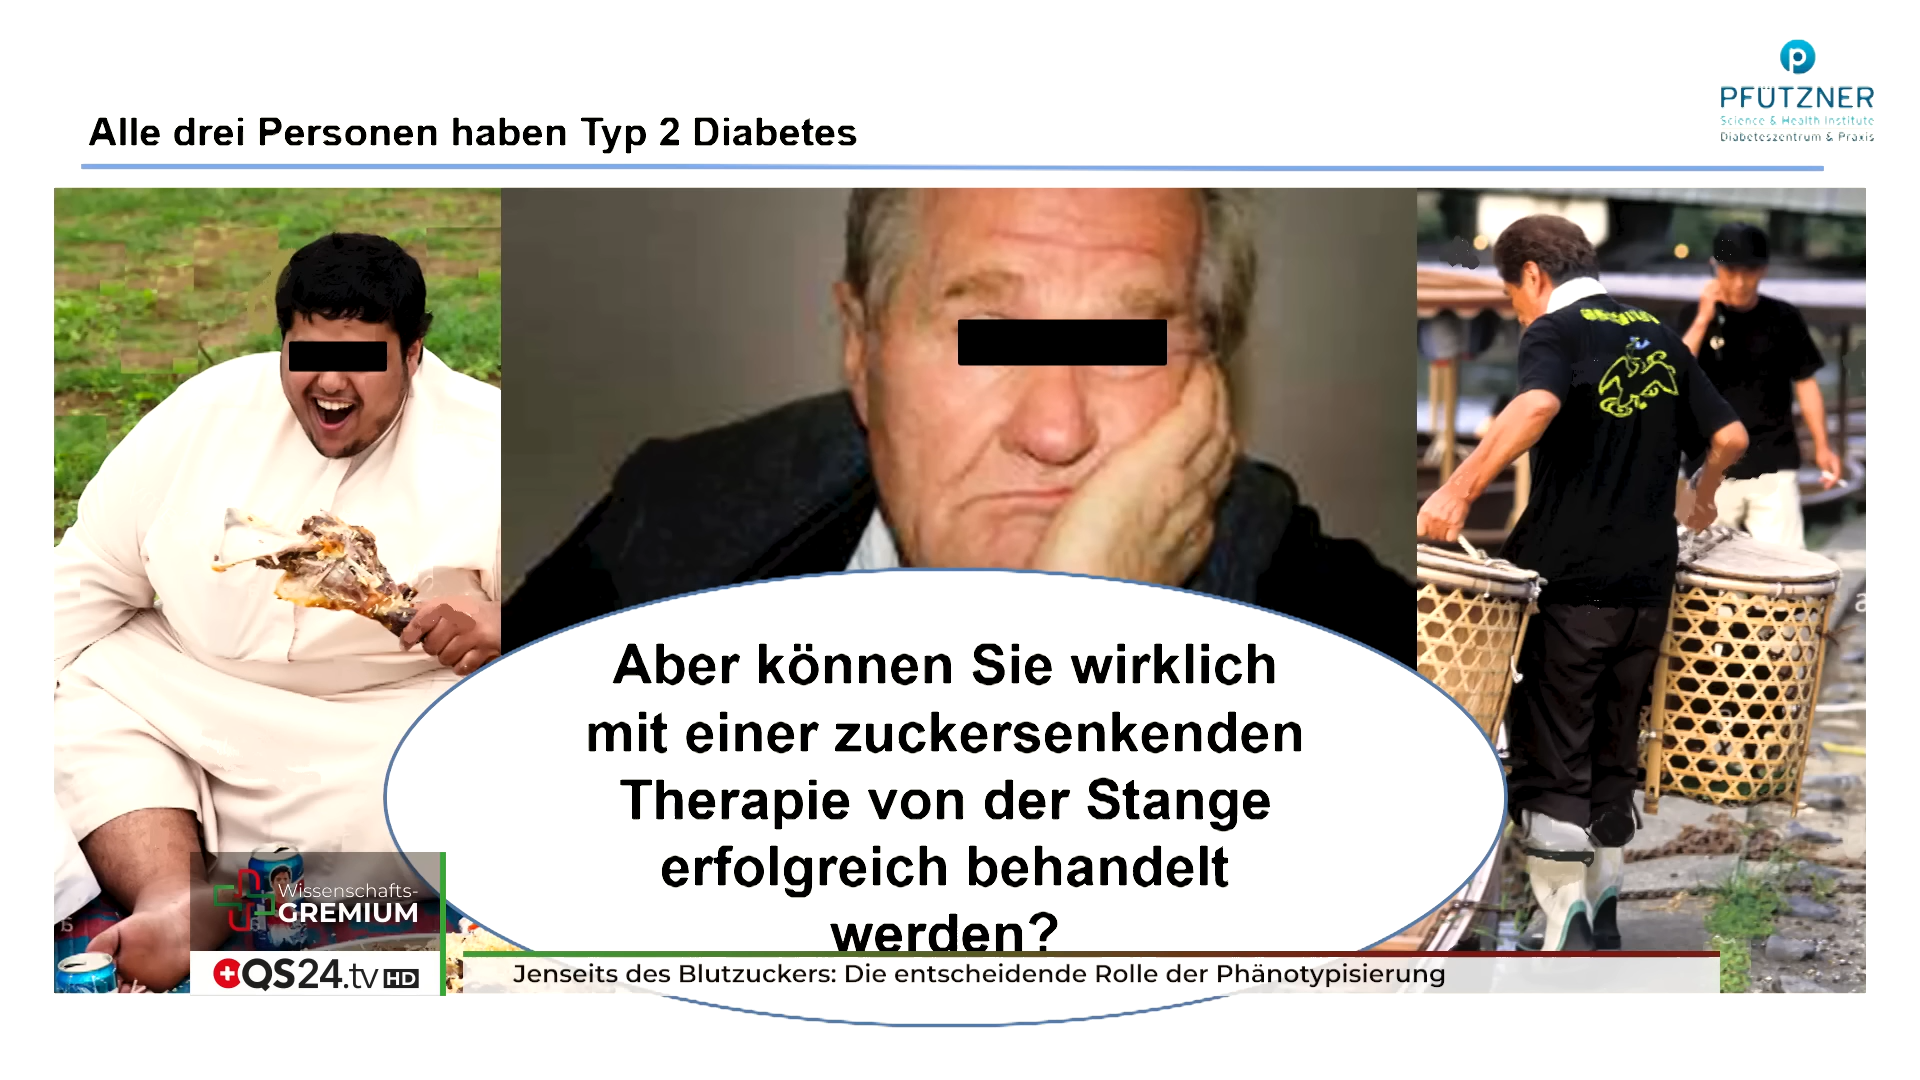 PFÜTZNER
Science & Health Institute
Diabeteszentrum & Praxis
Alle drei Personen haben Typ 2 Diabetes
Aber können Sie wirklich
mit einer zuckersenkenden
Therapie von der Stange
erfolgreich behandelt
werden?
Wissenschafts-
GREMIUM
QS24.tv HD
Jenseits des Blutzuckers: Die entscheidende Rolle der Phänotypisierung